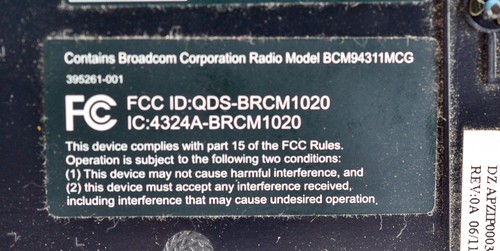 Contains Broadcom Corporation Radio Model BCM94311MCG
395261-001
FC FCC ID:QDS-BRCM1020
IC:4324A-BRCM1020
This device complies with part 15 of the FCC Rules.
Operation is subject to the following two conditions:
(1) This device may not cause harmful interference, and
(2) this device must accept any interference received,
including interference that may cause undesired operation.
REV:0A 06/11